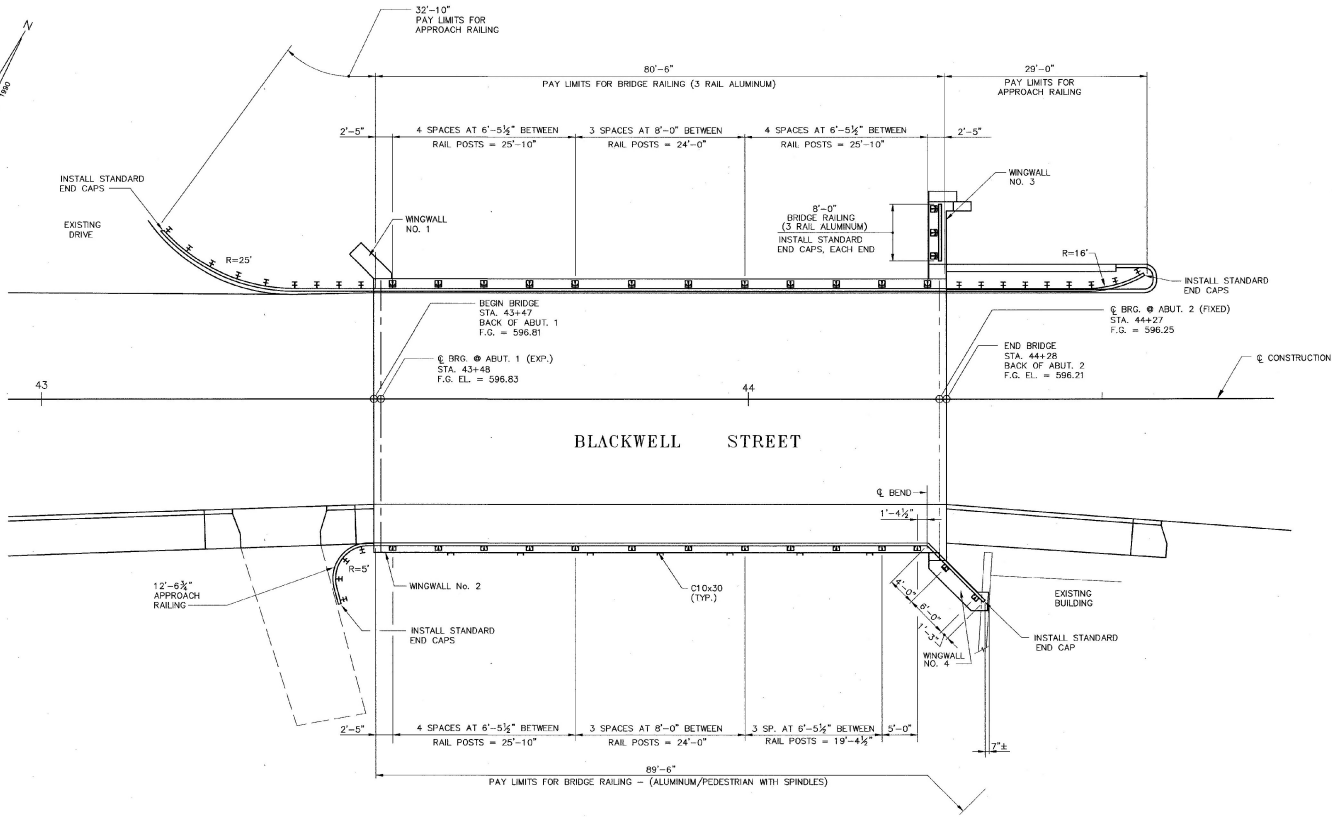 N
1990
32'-10"
PAY LIMITS FOR
APPROACH RAILING
80'-6"
PAY LIMITS FOR BRIDGE RAILING (3 RAIL ALUMINUM)
29'-0"
PAY LIMITS FOR
APPROACH RAILING
2'-5"
4 SPACES AT 6'-5½" BETWEEN
RAIL POSTS = 25'-10"
3 SPACES AT 8'-0" BETWEEN
RAIL POSTS = 24'-0"
4 SPACES AT 6'-5½" BETWEEN
RAIL POSTS = 25'-10"
2'-5"
INSTALL STANDARD
END CAPS
EXISTING
DRIVE
R=25'
WINGWALL
NO. 1
8'-0"
BRIDGE RAILING
(3 RAIL ALUMINUM)
INSTALL STANDARD
END CAPS, EACH END
WINGWALL
NO. 3
R=16'
INSTALL STANDARD
END CAPS
BEGIN BRIDGE
STA. 43+47
BACK OF ABUT. 1
F.G. = 596.81
℄ BRG. @ ABUT. 1 (EXP.)
STA. 43+48
F.G. EL. = 596.83
℄ BRG. @ ABUT. 2 (FIXED)
STA. 44+27
F.G. = 596.25
END BRIDGE
STA. 44+28
BACK OF ABUT. 2
F.G. EL. = 596.21
℄ CONSTRUCTION
43
44
BLACKWELL STREET
℄ BEND
1'-4½"
12'-6¾"
APPROACH
RAILING
R=5'
WINGWALL No. 2
INSTALL STANDARD
END CAPS
C10x30
(TYP.)
4'-0"
6'-0"
1'-3"
WINGWALL
NO. 4
EXISTING
BUILDING
INSTALL STANDARD
END CAP
2'-5"
4 SPACES AT 6'-5½" BETWEEN
RAIL POSTS = 25'-10"
3 SPACES AT 8'-0" BETWEEN
RAIL POSTS = 24'-0"
3 SP. AT 6'-5½" BETWEEN
RAIL POSTS = 19'-4½"
5'-0"
7"±
89'-6"
PAY LIMITS FOR BRIDGE RAILING - (ALUMINUM/PEDESTRIAN WITH SPINDLES)